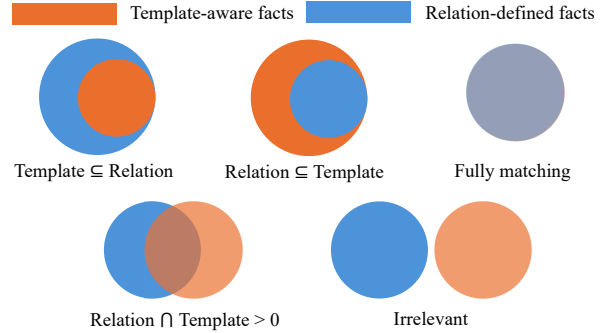 Template-aware facts
Relation-defined facts
Template ⊆ Relation
Relation ⊆ Template
Fully matching
Relation ⋂ Template > 0
Irrelevant